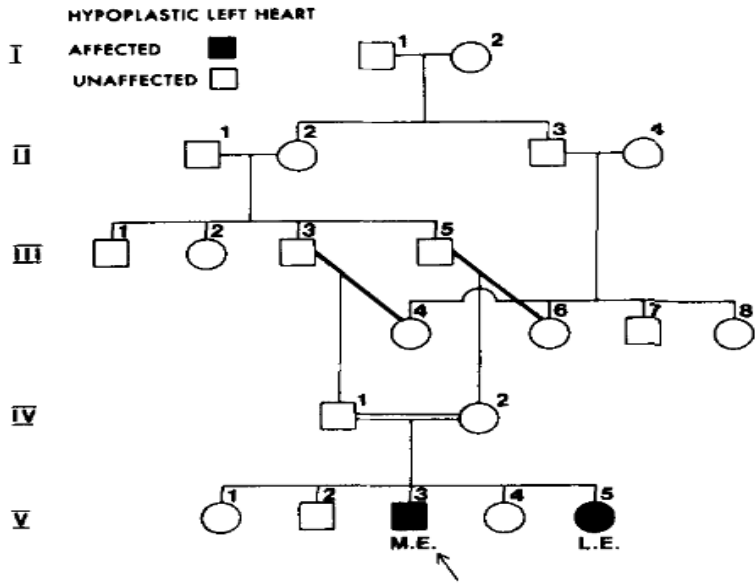 HYPOPLASTIC LEFT HEART
AFFECTED
UNAFFECTED
I
1 2
II
1 2 3 4
III
1 2 3 5
4 6 7 8
IV
1 2
V
1 2 3 4 5
M.E. L.E.